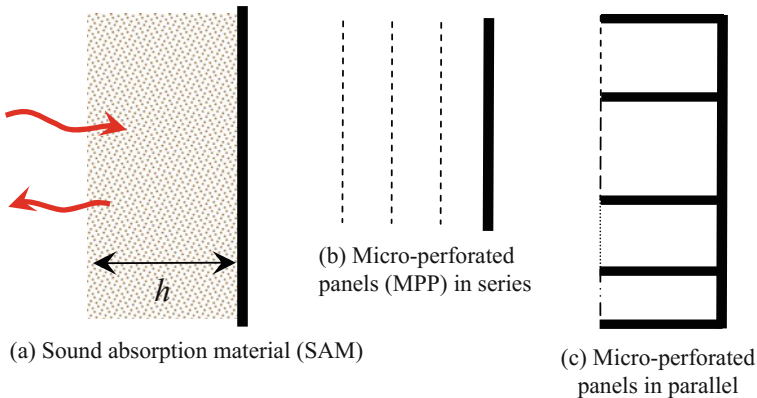 h
(a) Sound absorption material (SAM)
(b) Micro-perforated
panels (MPP) in series
(c) Micro-perforated
panels in parallel